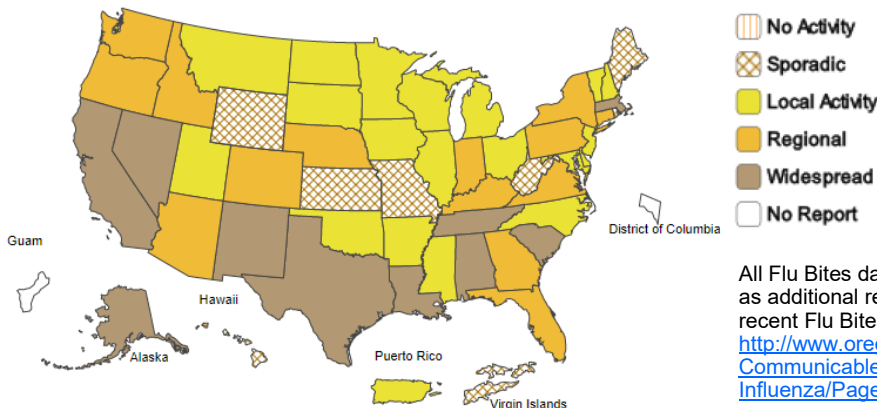 No Activity
Sporadic
Local Activity
Regional
Widespread
No Report
District of Columbia
Guam
Hawaii
Alaska
Puerto Rico
Virgin Islands
All Flu Bites da
as additional re
recent Flu Bite
http://www.ore
Communicable
Influenza/Page